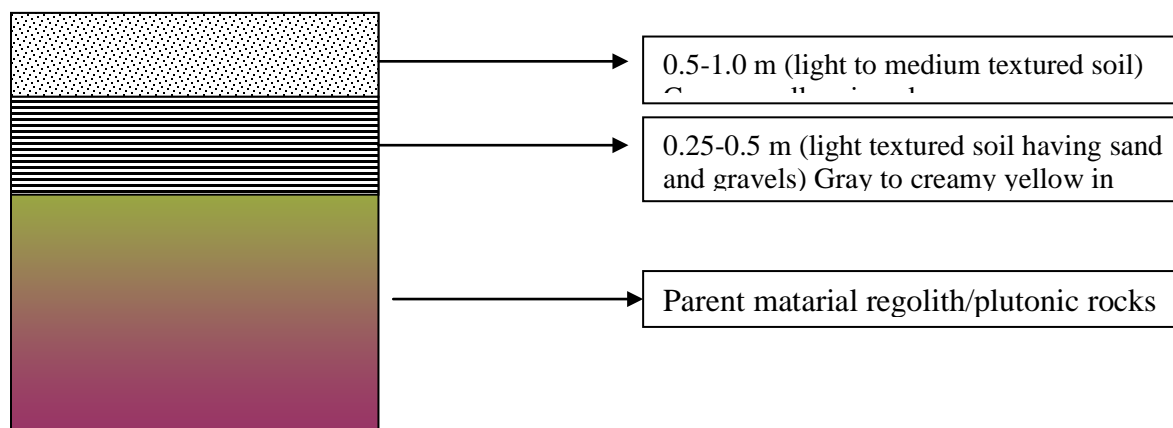 0.5-1.0 m (light to medium textured soil)
0.25-0.5 m (light textured soil having sand
and gravels) Gray to creamy yellow in
Parent matarial regolith/plutonic rocks